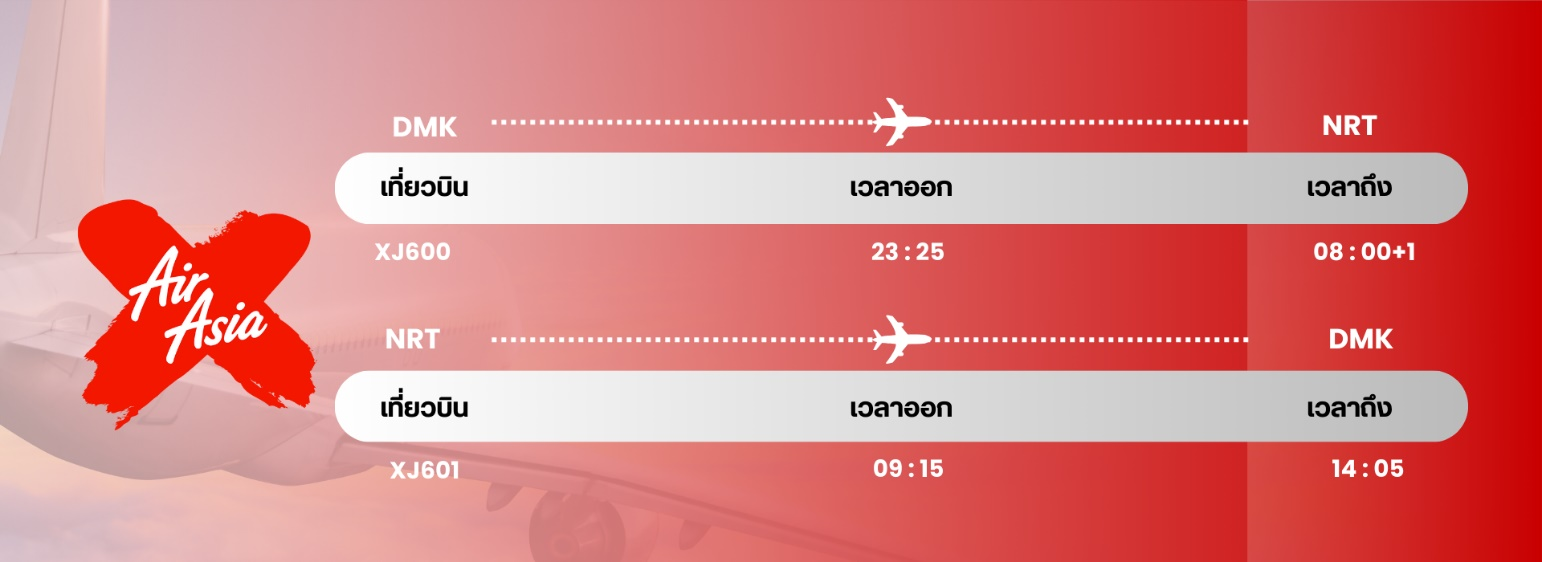 DMK NRT
เที่ยวบิน เวลาออก เวลาถึง
XJ600 23 : 25 08 : 00+1
Air
Asia
NRT DMK
เที่ยวบิน เวลาออก เวลาถึง
XJ601 09 : 15 14 : 05